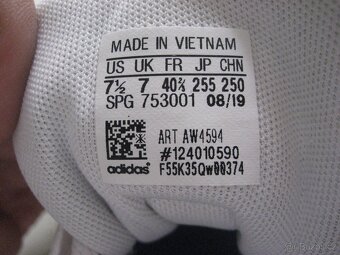 MADE IN VIETNAM
US UK FR JP CHN
7½ 7 40⅔ 255 250
SPG 753001 08/19
ART AW4594
#124010590
adidas F55K35Qw00374